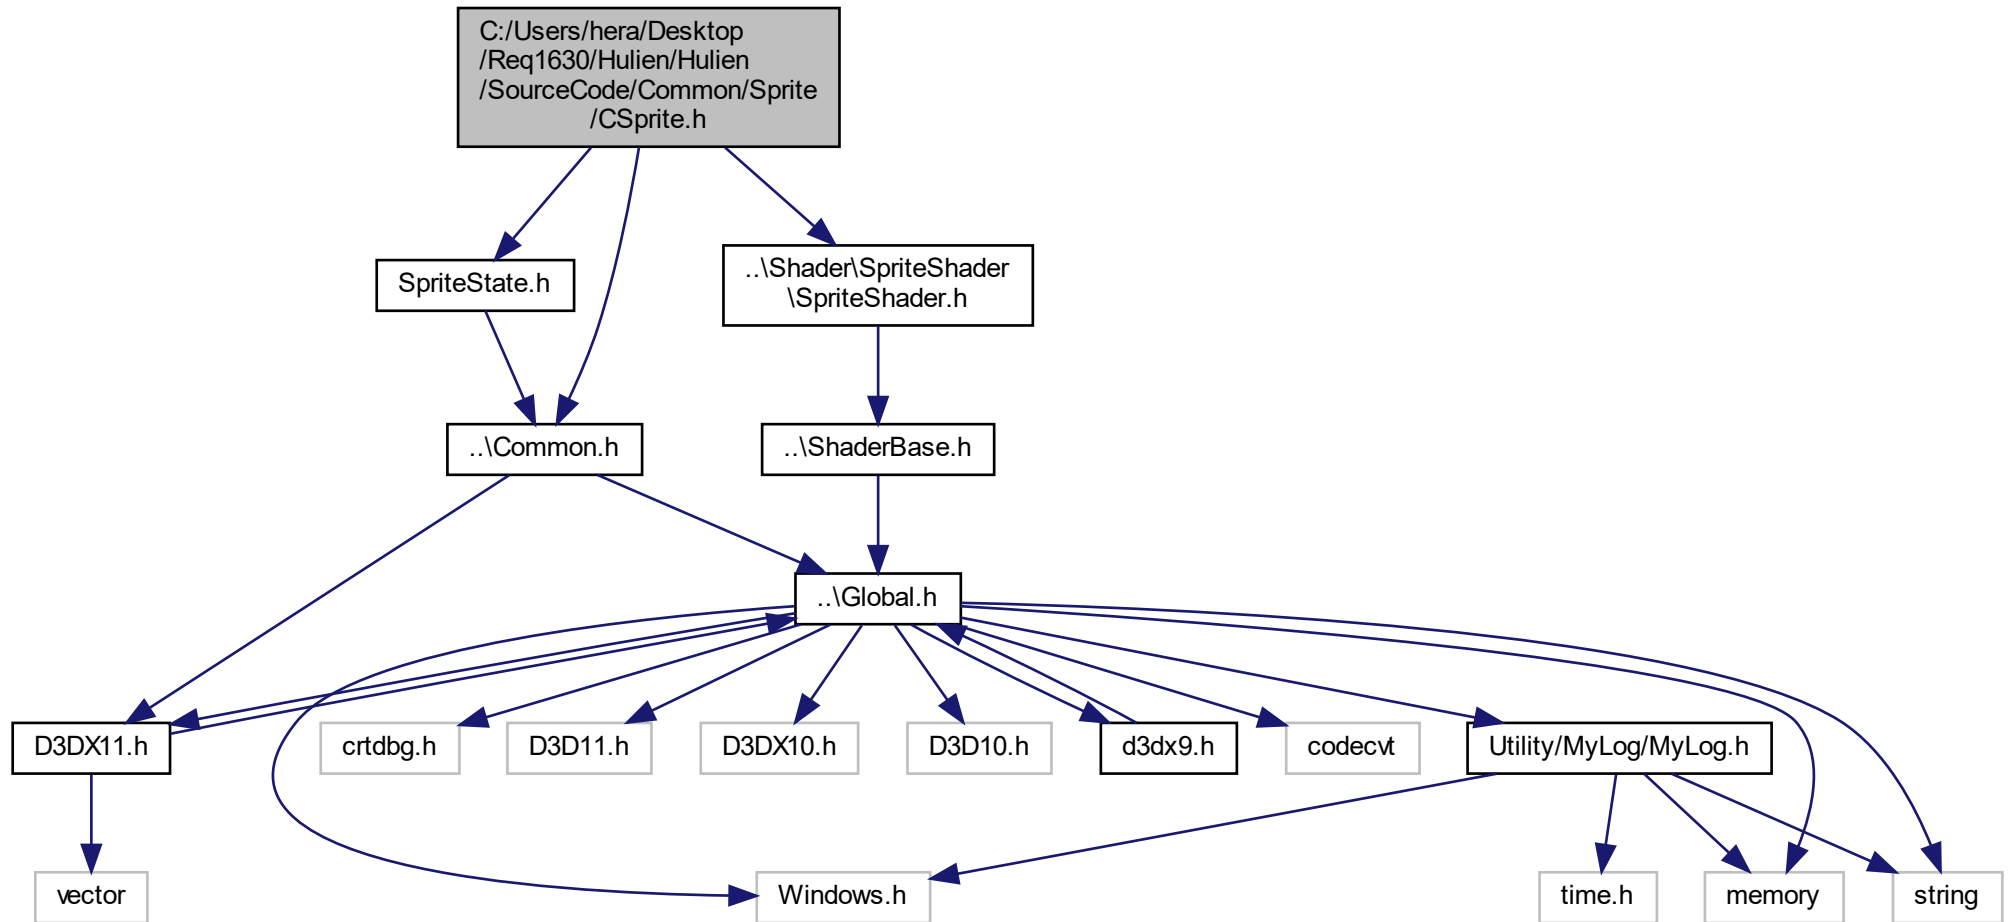 C:/Users/hera/Desktop
/Req1630/Hulien/Hulien
/SourceCode/Common/Sprite
/CSprite.h
SpriteState.h
..\Shader\SpriteShader
\SpriteShader.h
..\Common.h
..\ShaderBase.h
..\Global.h
D3DX11.h
crtdbg.h
D3D11.h
D3DX10.h
D3D10.h
d3dx9.h
codecvt
Utility/MyLog/MyLog.h
vector
Windows.h
time.h
memory
string